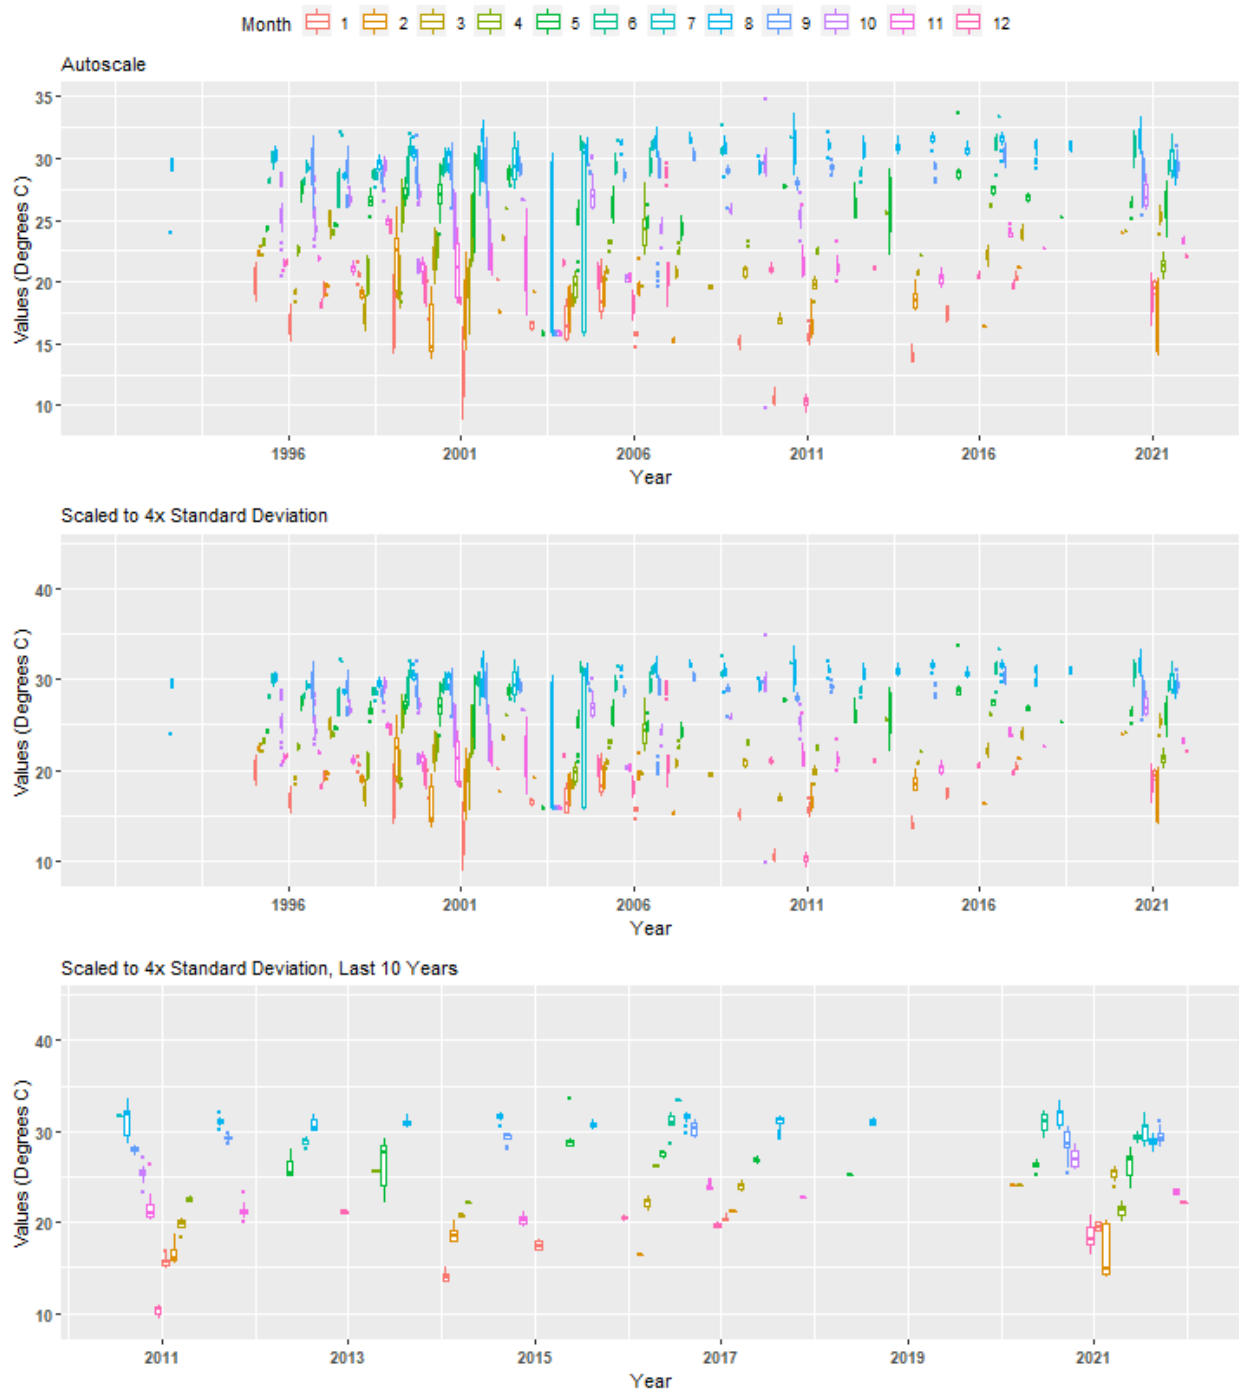 Month 1 2 3 4 5 6 7 8 9 10 11 12
Autoscale
35
30
25
20
15
10
Values (Degrees C)
1996 2001 2006 2011 2016 2021
Year
Scaled to 4x Standard Deviation
40
30
20
10
Values (Degrees C)
1996 2001 2006 2011 2016 2021
Year
Scaled to 4x Standard Deviation, Last 10 Years
40
30
20
10
Values (Degrees C)
2011 2013 2015 2017 2019 2021
Year